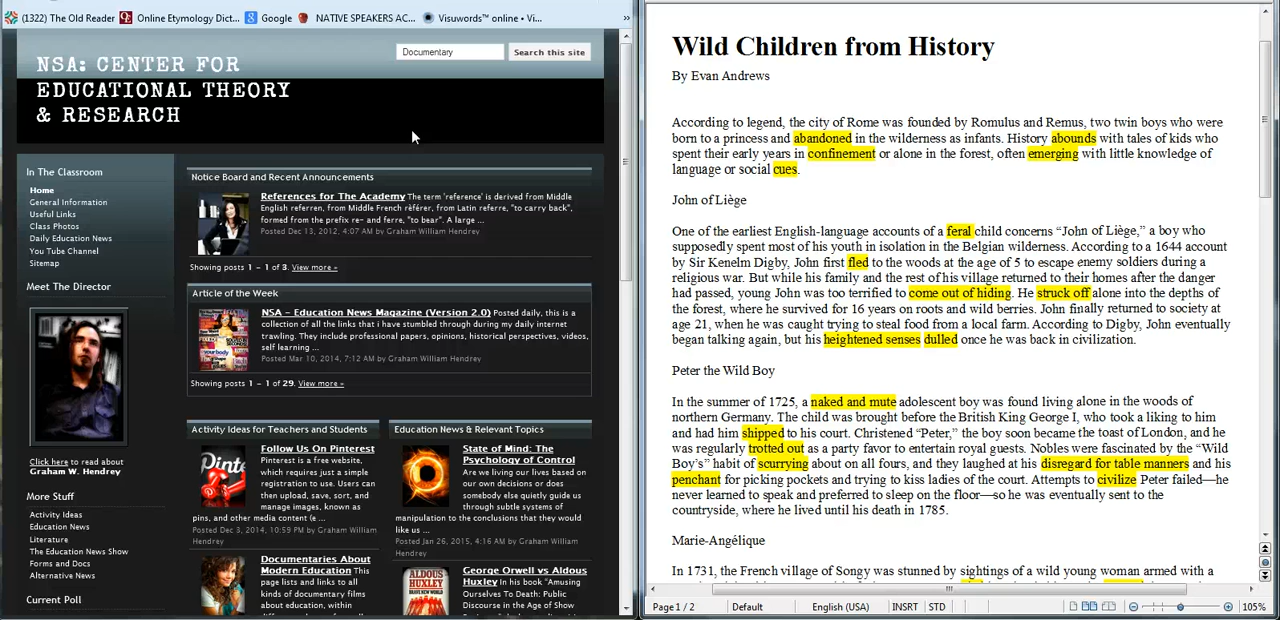 (1322) The Old Reader Online Etymology Dict... Google NATIVE SPEAKERS AC... Visuwords™ online • Vi... »
NSA: CENTER FOR
EDUCATIONAL THEORY
& RESEARCH
Documentary Search this site
In The Classroom
Home
General Information
Useful Links
Class Photos
Daily Education News
You Tube Channel
Sitemap
Meet The Director
Click here to read about
Graham W. Hendrey
More Stuff
Activity Ideas
Education News
Literature
The Education News Show
Forms and Docs
Alternative News
Current Poll
Notice Board and Recent Announcements
References for The Academy The term 'reference' is derived from Middle
English referren, from Middle French rèférer, from Latin referre, "to carry back",
formed from the prefix re- and ferre, "to bear". A large ...
Posted Dec 13, 2012, 4:07 AM by Graham William Hendrey
Showing posts 1 - 1 of 3. View more »
Article of the Week
NSA - Education News Magazine (Version 2.0) Posted daily, this is a
collection of all the links that i have stumbled through during my daily internet
trawling. They include professional papers, opinions, historical perspectives, videos,
self learning ...
Posted Mar 10, 2014, 7:12 AM by Graham William Hendrey
Showing posts 1 - 1 of 29. View more »
Activity Ideas for Teachers and Students
Follow Us On Pinterest
Pinterest is a free website,
which requires just a simple
registration to use. Users can
then upload, save, sort, and
manage images, known as
pins, and other media content (e ...
Posted Dec 3, 2014, 10:59 PM by Graham William
Hendrey
Documentaries About
Modern Education This
page lists and links to all
kinds of documentary films
about education, within
Education News & Relevant Topics
State of Mind: The
Psychology of Control
Are we living our lives based
on our own decisions or does
somebody else quietly guide us
through subtle systems of
manipulation to the conclusions that they would
like us ...
Posted Jan 26, 2015, 4:16 AM by Graham William
Hendrey
George Orwell vs Aldous
Huxley In his book "Amusing
Ourselves To Death: Public
Discourse in the Age of Show
ALDOUS
HUXLEY
Wild Children from History
By Evan Andrews
According to legend, the city of Rome was founded by Romulus and Remus, two twin boys who were
born to a princess and abandoned in the wilderness as infants. History abounds with tales of kids who
spent their early years in confinement or alone in the forest, often emerging with little knowledge of
language or social cues.
John of Liège
One of the earliest English-language accounts of a feral child concerns “John of Liège,” a boy who
supposedly spent most of his youth in isolation in the Belgian wilderness. According to a 1644 account
by Sir Kenelm Digby, John first fled to the woods at the age of 5 to escape enemy soldiers during a
religious war. But while his family and the rest of his village returned to their homes after the danger
had passed, young John was too terrified to come out of hiding. He struck off alone into the depths of
the forest, where he survived for 16 years on roots and wild berries. John finally returned to society at
age 21, when he was caught trying to steal food from a local farm. According to Digby, John eventually
began talking again, but his heightened senses dulled once he was back in civilization.
Peter the Wild Boy
In the summer of 1725, a naked and mute adolescent boy was found living alone in the woods of
northern Germany. The child was brought before the British King George I, who took a liking to him
and had him shipped to his court. Christened “Peter,” the boy soon became the toast of London, and he
was regularly trotted out as a party favor to entertain royal guests. Nobles were fascinated by the “Wild
Boy’s” habit of scurrying about on all fours, and they laughed at his disregard for table manners and his
penchant for picking pockets and trying to kiss ladies of the court. Attempts to civilize Peter failed—he
never learned to speak and preferred to sleep on the floor—so he was eventually sent to the
countryside, where he lived until his death in 1785.
Marie-Angélique
In 1731, the French village of Songy was stunned by sightings of a wild young woman armed with a
Page 1 / 2 Default English (USA) INSRT STD 105%